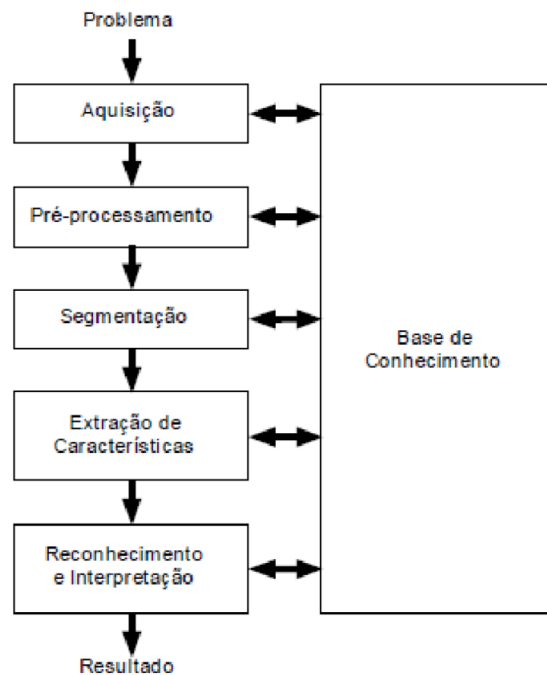 Problema
Aquisição
Pré-processamento
Segmentação
Extração de
Características
Reconhecimento
e Interpretação
Resultado
Base de
Conhecimento